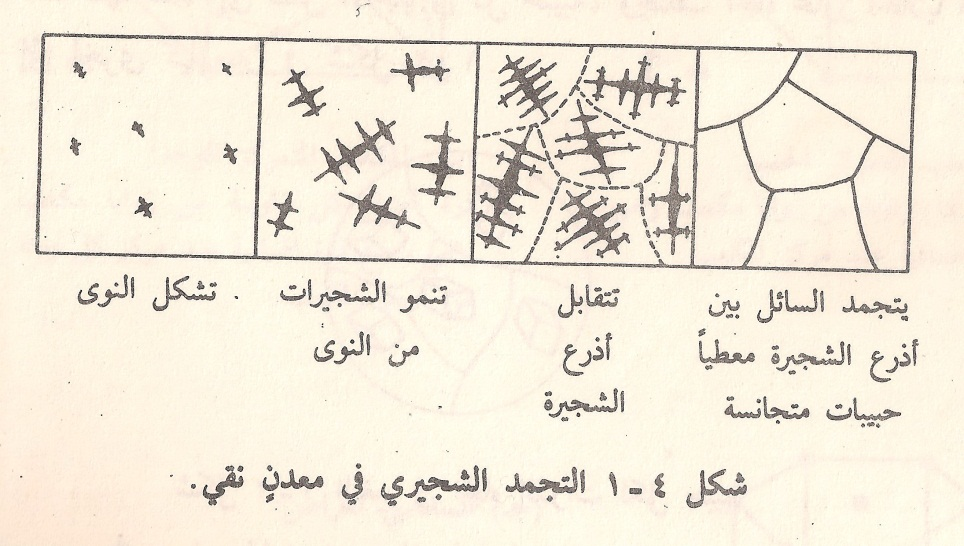 يتجمد السائل بين
أذرع الشجيرة معطياً
حبيبات متجانسة
تتقابل
أذرع
الشجيرة
تنمو الشجيرات
من النوى
تشكل النوى
شكل ٤ - ١ التجمد الشجيري في معدنٍ نقي.